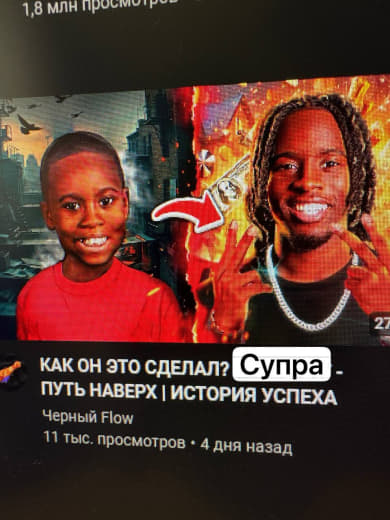 1,8 млн просмотров
27
КАК ОН ЭТО СДЕЛАЛ? Супра -
ПУТЬ НАВЕРХ | ИСТОРИЯ УСПЕХА
Черный Flow
11 тыс. просмотров • 4 дня назад